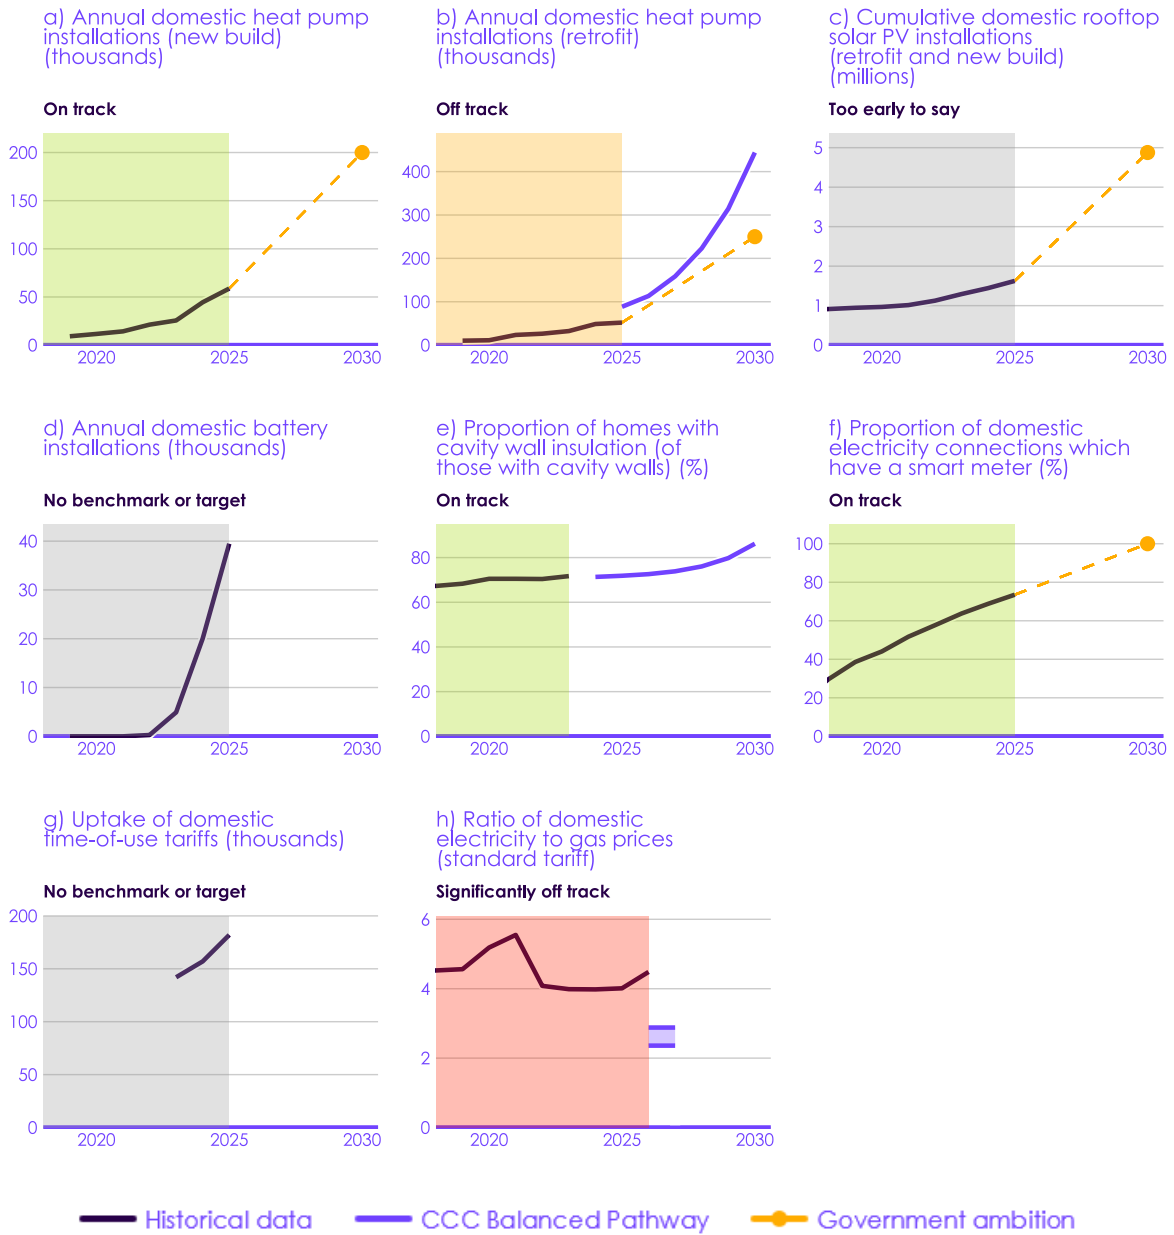 a) Annual domestic heat pump
installations (new build)
(thousands)
On track
200
150
100
50
0
2020
2025
2030
b) Annual domestic heat pump
installations (retrofit)
(thousands)
Off track
400
300
200
100
0
2020
2025
2030
c) Cumulative domestic rooftop
solar PV installations
(retrofit and new build)
(millions)
Too early to say
5
4
3
2
1
0
2020
2025
2030
d) Annual domestic battery
installations (thousands)
No benchmark or target
40
30
20
10
0
2020
2025
2030
e) Proportion of homes with
cavity wall insulation (of
those with cavity walls) (%)
On track
80
60
40
20
0
2020
2025
2030
f) Proportion of domestic
electricity connections which
have a smart meter (%)
On track
100
80
60
40
20
0
2020
2025
2030
g) Uptake of domestic
time-of-use tariffs (thousands)
No benchmark or target
200
150
100
50
0
2020
2025
2030
h) Ratio of domestic
electricity to gas prices
(standard tariff)
Significantly off track
6
4
2
0
2020
2025
2030
Historical data
CCC Balanced Pathway
Government ambition